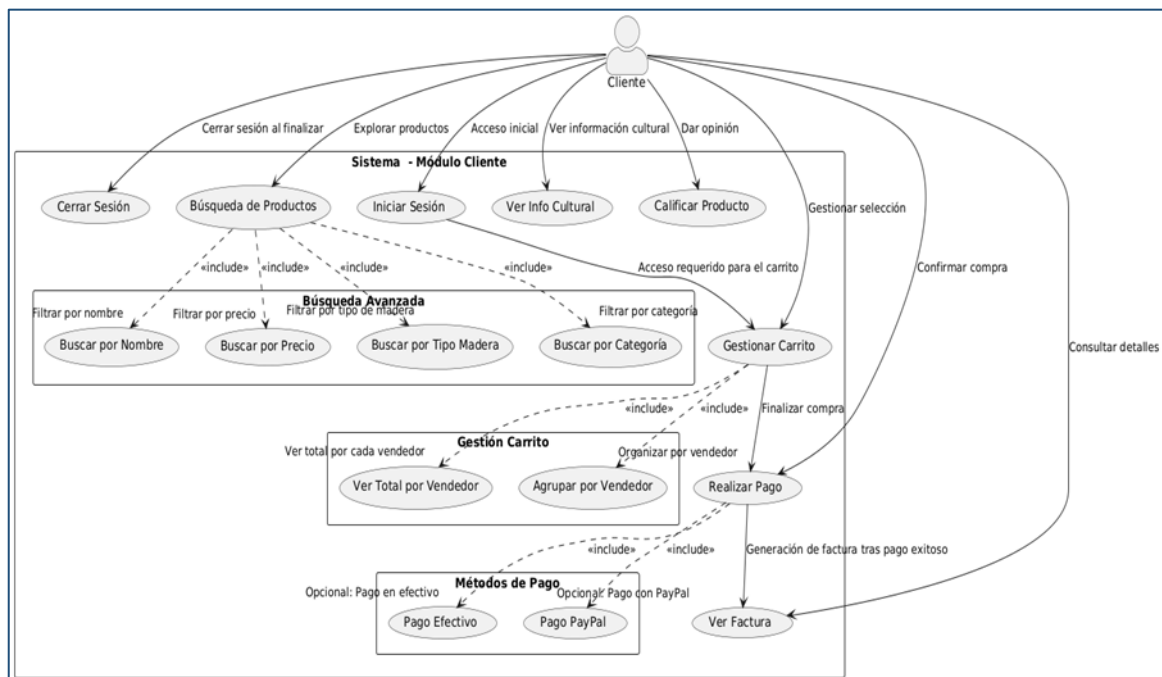 Cliente
Cerrar sesión al finalizar
Explorar productos
Acceso inicial
Ver información cultural
Dar opinión
Sistema - Módulo Cliente
Cerrar Sesión
Búsqueda de Productos
Iniciar Sesión
Ver Info Cultural
Calificar Producto
Gestionar selección
«include»
«include»
«include»
«include»
Acceso requerido para el carrito
Confirmar compra
Búsqueda Avanzada
Filtrar por nombre
Filtrar por precio
Filtrar por tipo de madera
Filtrar por categoría
Buscar por Nombre
Buscar por Precio
Buscar por Tipo Madera
Buscar por Categoría
Gestionar Carrito
Consultar detalles
«include»
«include»
Finalizar compra
Gestión Carrito
Ver total por cada vendedor
Organizar por vendedor
Ver Total por Vendedor
Agrupar por Vendedor
Realizar Pago
«include»
«include»
Generación de factura tras pago exitoso
Métodos de Pago
Opcional: Pago en efectivo
Opcional: Pago con PayPal
Pago Efectivo
Pago PayPal
Ver Factura